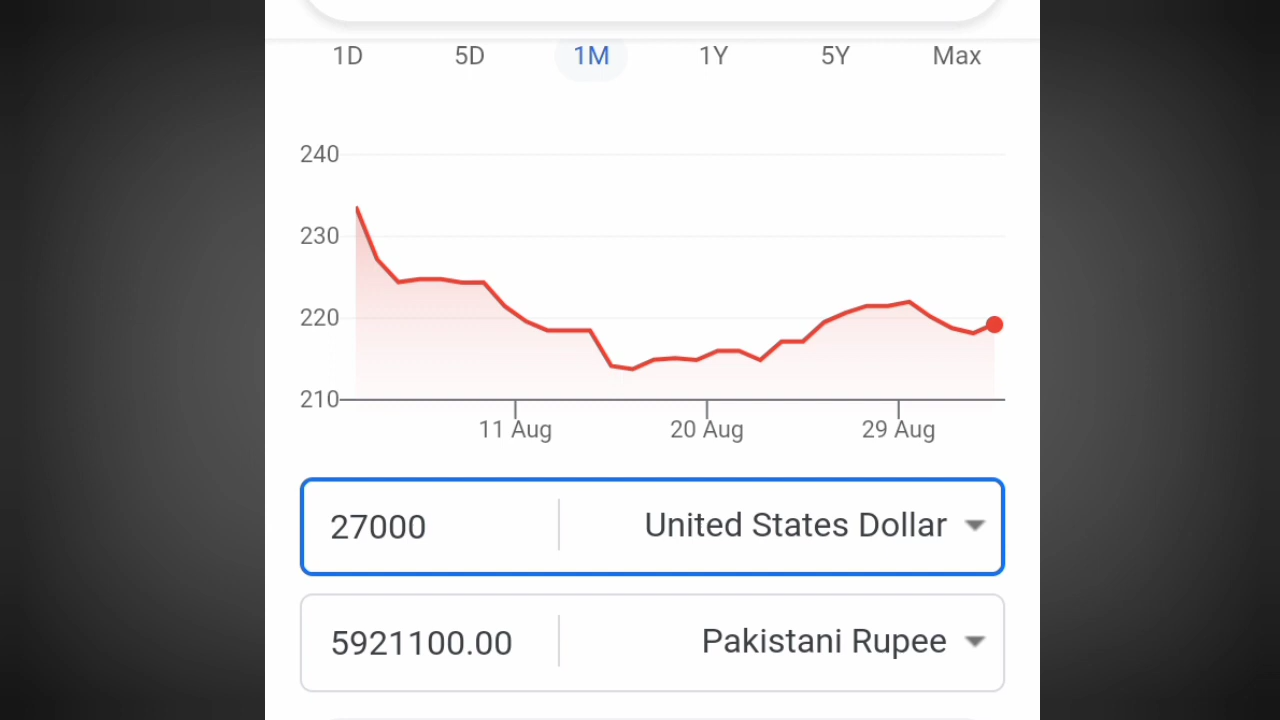 1D 5D 1M 1Y 5Y Max
240
230
220
210
11 Aug 20 Aug 29 Aug
27000 United States Dollar
5921100.00 Pakistani Rupee